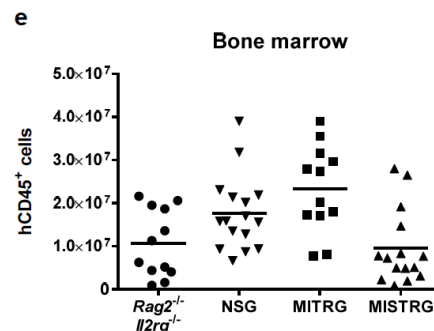 e
Bone marrow
hCD45⁺ cells
5.0×10⁷
4.0×10⁷
3.0×10⁷
2.0×10⁷
1.0×10⁷
0
Rag2⁻/⁻ NSG MITRG MISTRG
Il2rg⁻/⁻